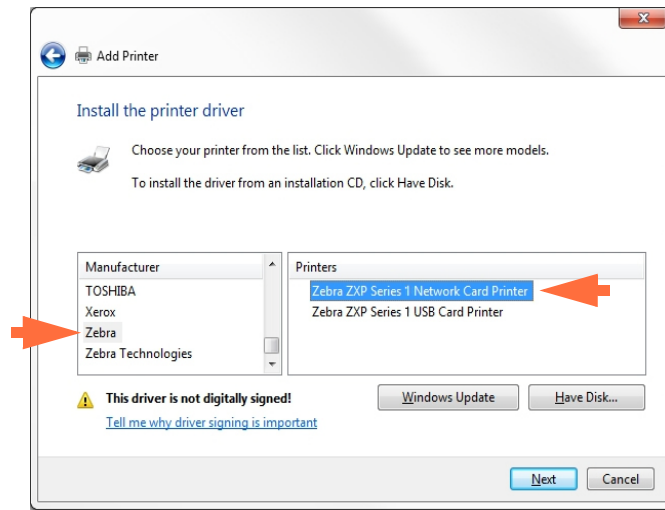 Add Printer
Install the printer driver
Choose your printer from the list. Click Windows Update to see more models.
To install the driver from an installation CD, click Have Disk.
Manufacturer
TOSHIBA
Xerox
Zebra
Zebra Technologies
Printers
Zebra ZXP Series 1 Network Card Printer
Zebra ZXP Series 1 USB Card Printer
This driver is not digitally signed!
Tell me why driver signing is important
Windows Update
Have Disk...
Next
Cancel